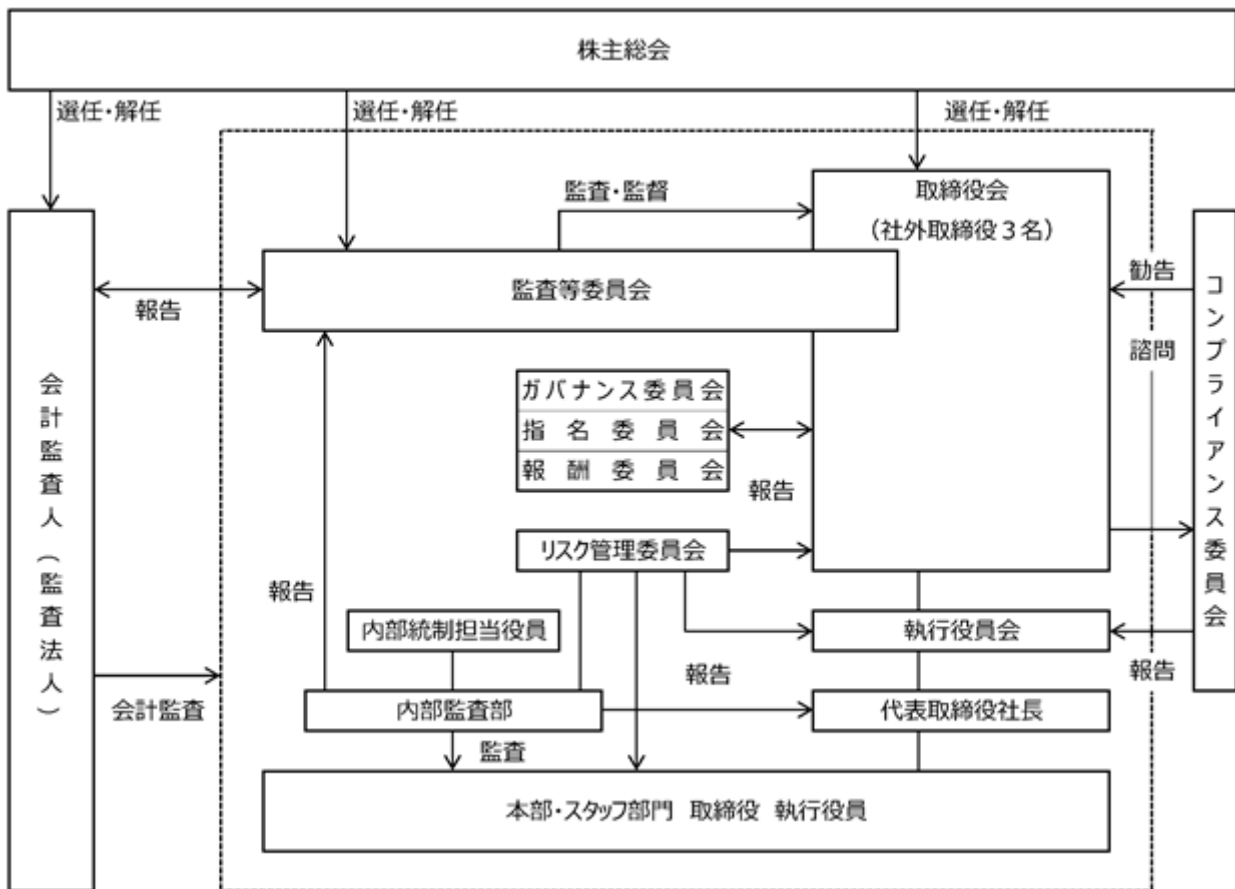 株主総会
選任・解任
選任・解任
選任・解任
監査・監督
取締役会
（社外取締役３名）
監査等委員会
報告
勧告
諮問
コンプライアンス委員会
会計監査人（監査法人）
ガバナンス委員会
指名委員会
報酬委員会
報告
リスク管理委員会
報告
内部統制担当役員
執行役員会
報告
報告
内部監査部
代表取締役社長
会計監査
監査
本部・スタッフ部門 取締役 執行役員